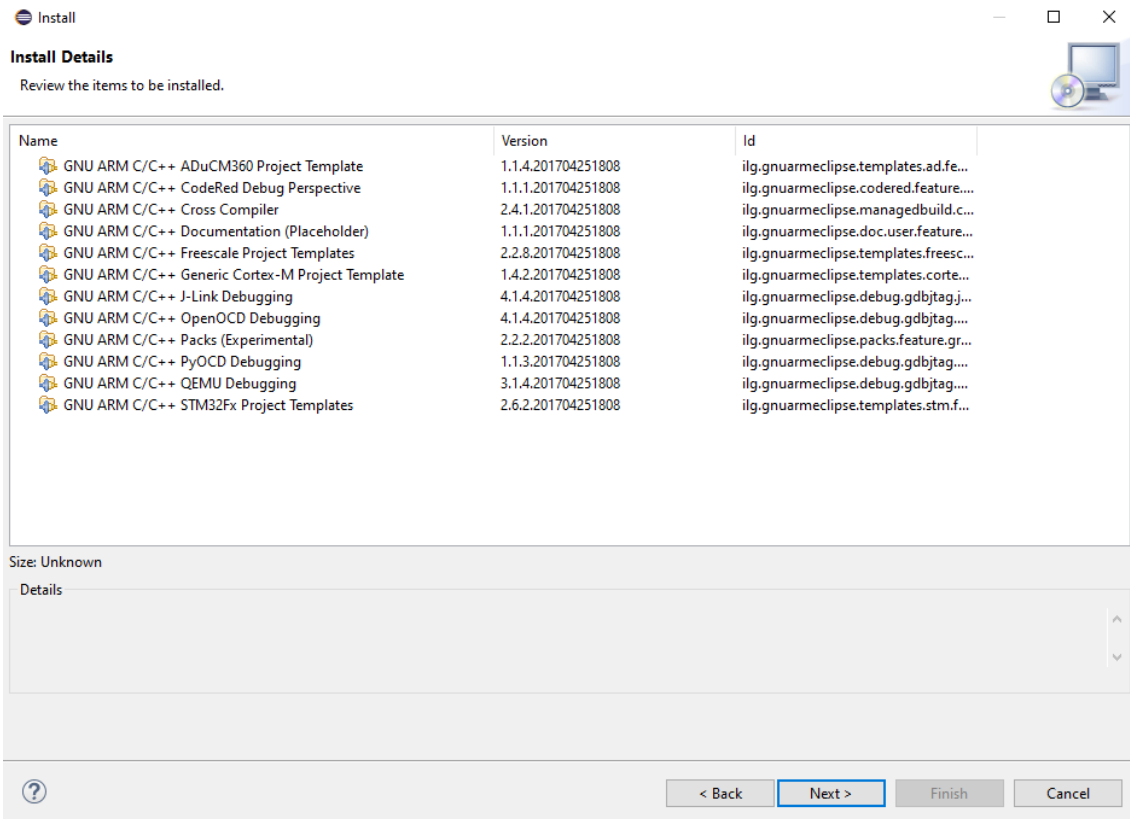 Install
Install Details
Review the items to be installed.
Name Version Id
GNU ARM C/C++ ADuCM360 Project Template 1.1.4.201704251808 ilg.gnuarmeclipse.templates.ad.fe...
GNU ARM C/C++ CodeRed Debug Perspective 1.1.1.201704251808 ilg.gnuarmeclipse.codered.feature....
GNU ARM C/C++ Cross Compiler 2.4.1.201704251808 ilg.gnuarmeclipse.managedbuild.c...
GNU ARM C/C++ Documentation (Placeholder) 1.1.1.201704251808 ilg.gnuarmeclipse.doc.user.feature...
GNU ARM C/C++ Freescale Project Templates 2.2.8.201704251808 ilg.gnuarmeclipse.templates.freesc...
GNU ARM C/C++ Generic Cortex-M Project Template 1.4.2.201704251808 ilg.gnuarmeclipse.templates.corte...
GNU ARM C/C++ J-Link Debugging 4.1.4.201704251808 ilg.gnuarmeclipse.debug.gdbjtag.j...
GNU ARM C/C++ OpenOCD Debugging 4.1.4.201704251808 ilg.gnuarmeclipse.debug.gdbjtag....
GNU ARM C/C++ Packs (Experimental) 2.2.2.201704251808 ilg.gnuarmeclipse.packs.feature.gr...
GNU ARM C/C++ PyOCD Debugging 1.1.3.201704251808 ilg.gnuarmeclipse.debug.gdbjtag....
GNU ARM C/C++ QEMU Debugging 3.1.4.201704251808 ilg.gnuarmeclipse.debug.gdbjtag....
GNU ARM C/C++ STM32Fx Project Templates 2.6.2.201704251808 ilg.gnuarmeclipse.templates.stm.f...
Size: Unknown
Details
? < Back Next > Finish Cancel